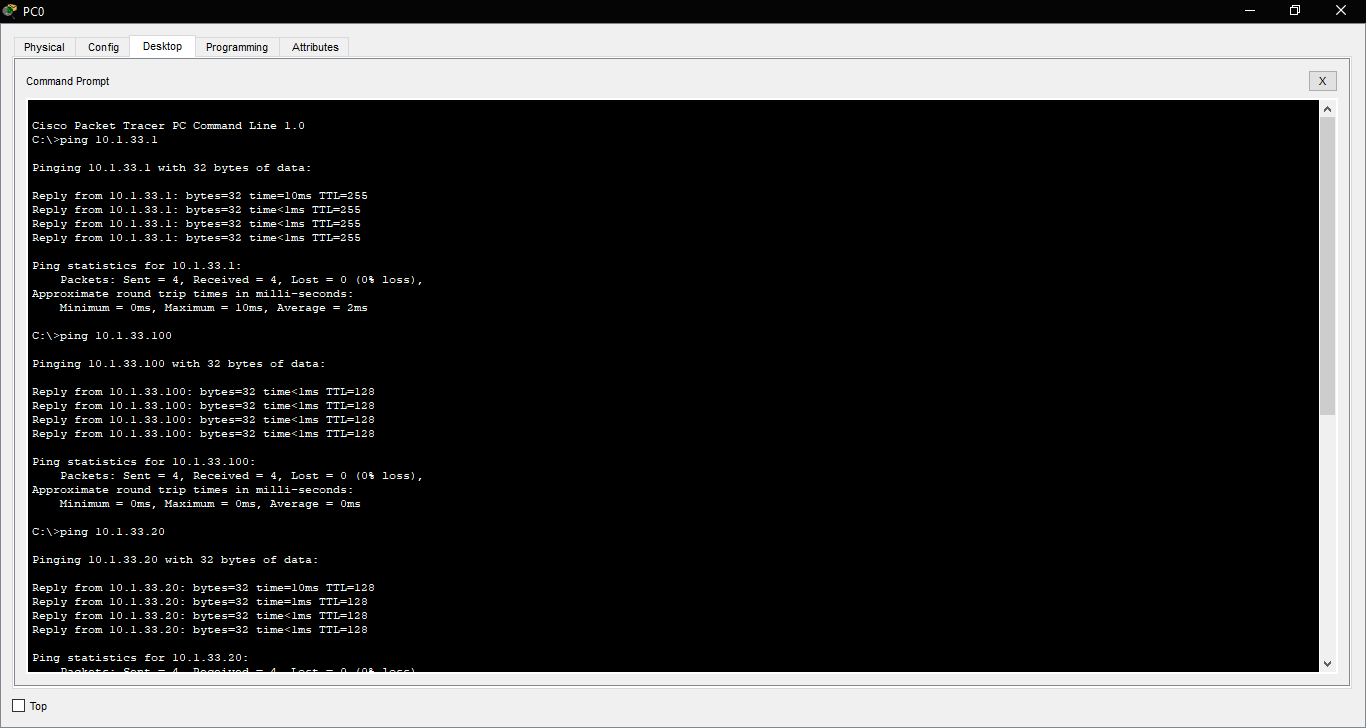 PC0
Physical Config Desktop Programming Attributes
Command Prompt
X
Cisco Packet Tracer PC Command Line 1.0
C:\>ping 10.1.33.1
Pinging 10.1.33.1 with 32 bytes of data:
Reply from 10.1.33.1: bytes=32 time=10ms TTL=255
Reply from 10.1.33.1: bytes=32 time<1ms TTL=255
Reply from 10.1.33.1: bytes=32 time<1ms TTL=255
Reply from 10.1.33.1: bytes=32 time<1ms TTL=255
Ping statistics for 10.1.33.1:
Packets: Sent = 4, Received = 4, Lost = 0 (0% loss),
Approximate round trip times in milli-seconds:
Minimum = 0ms, Maximum = 10ms, Average = 2ms
C:\>ping 10.1.33.100
Pinging 10.1.33.100 with 32 bytes of data:
Reply from 10.1.33.100: bytes=32 time<1ms TTL=128
Reply from 10.1.33.100: bytes=32 time<1ms TTL=128
Reply from 10.1.33.100: bytes=32 time<1ms TTL=128
Reply from 10.1.33.100: bytes=32 time<1ms TTL=128
Ping statistics for 10.1.33.100:
Packets: Sent = 4, Received = 4, Lost = 0 (0% loss),
Approximate round trip times in milli-seconds:
Minimum = 0ms, Maximum = 0ms, Average = 0ms
C:\>ping 10.1.33.20
Pinging 10.1.33.20 with 32 bytes of data:
Reply from 10.1.33.20: bytes=32 time=10ms TTL=128
Reply from 10.1.33.20: bytes=32 time=1ms TTL=128
Reply from 10.1.33.20: bytes=32 time<1ms TTL=128
Reply from 10.1.33.20: bytes=32 time<1ms TTL=128
Ping statistics for 10.1.33.20:
Packets: Sent = 4, Received = 4, Lost = 0 (0% loss),
Top